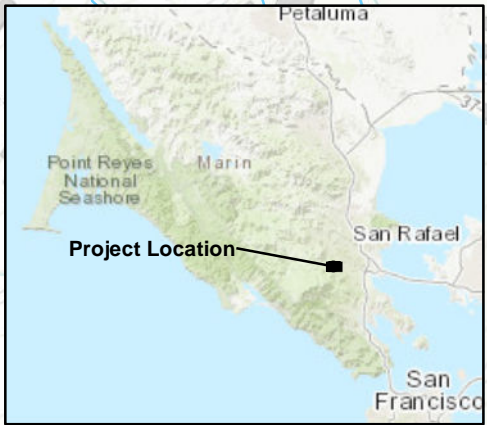 Petaluma
37
Point Reyes
National
Seashore
Marin
San Rafael
Project Location
San
Francisco